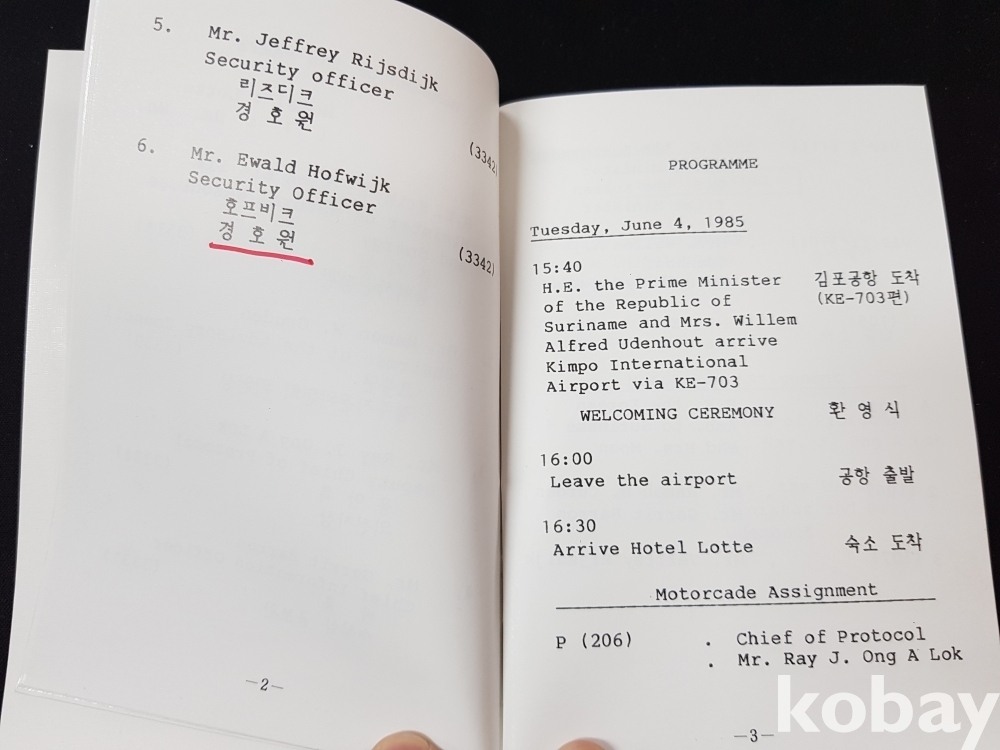 5. Mr. Jeffrey Rijsdijk
Security officer
리즈디크
경 호 원
(3342)
6. Mr. Ewald Hofwijk
Security Officer
호프비크
경 호 원
(3342)
—2—
PROGRAMME
Tuesday, June 4, 1985
15:40
H.E. the Prime Minister 김포공항 도착
of the Republic of (KE-703편)
Suriname and Mrs. Willem
Alfred Udenhout arrive
Kimpo International
Airport via KE-703
WELCOMING CEREMONY 환 영 식
16:00
Leave the airport 공항 출발
16:30
Arrive Hotel Lotte 숙소 도착
Motorcade Assignment
P (206) . Chief of Protocol
. Mr. Ray J. Ong A Lok
—3—
kobay